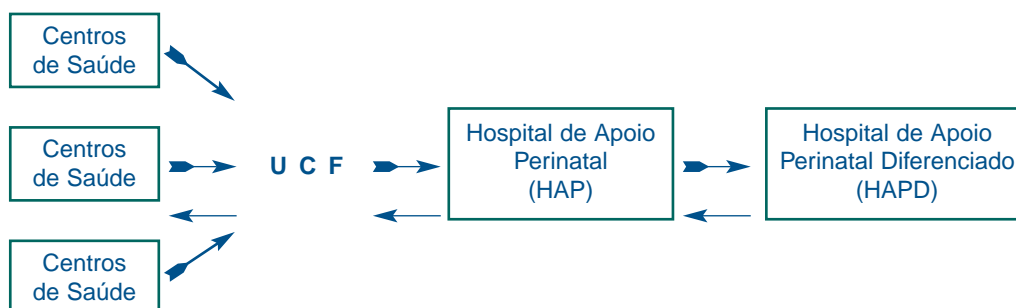 Centros
de Saúde
Centros
de Saúde
Centros
de Saúde
U C F
Hospital de Apoio
Perinatal
(HAP)
Hospital de Apoio
Perinatal Diferenciado
(HAPD)